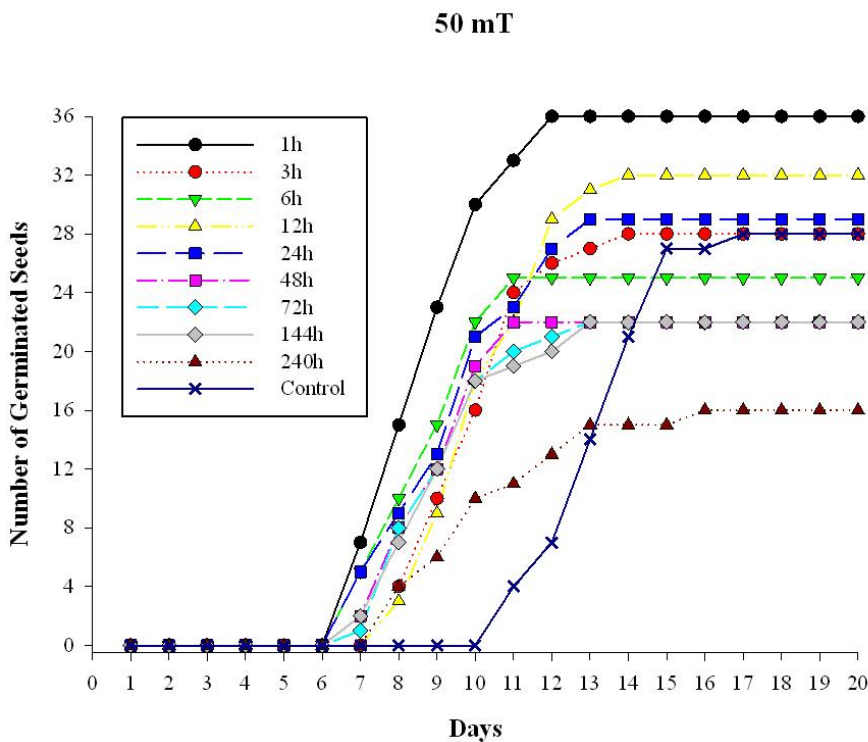 50 mT
Number of Germinated Seeds
36
32
28
24
20
16
12
8
4
0
1h
3h
6h
12h
24h
48h
72h
144h
240h
Control
0 1 2 3 4 5 6 7 8 9 10 11 12 13 14 15 16 17 18 19 20
Days